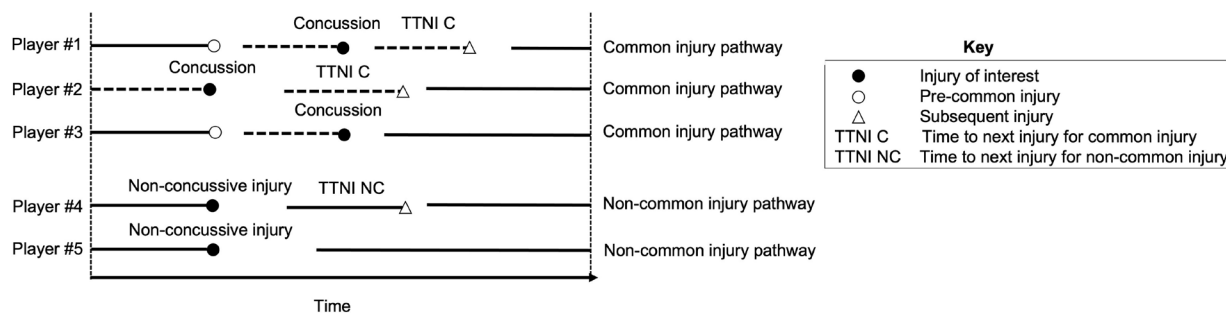 Concussion TTNI C
Player #1 Common injury pathway
Concussion TTNI C
Player #2 Common injury pathway
Concussion
Player #3 Common injury pathway
Non-concussive injury TTNI NC
Player #4 Non-common injury pathway
Non-concussive injury
Player #5 Non-common injury pathway
Time
Key
Injury of interest
Pre-common injury
Subsequent injury
TTNI C Time to next injury for common injury
TTNI NC Time to next injury for non-common injury